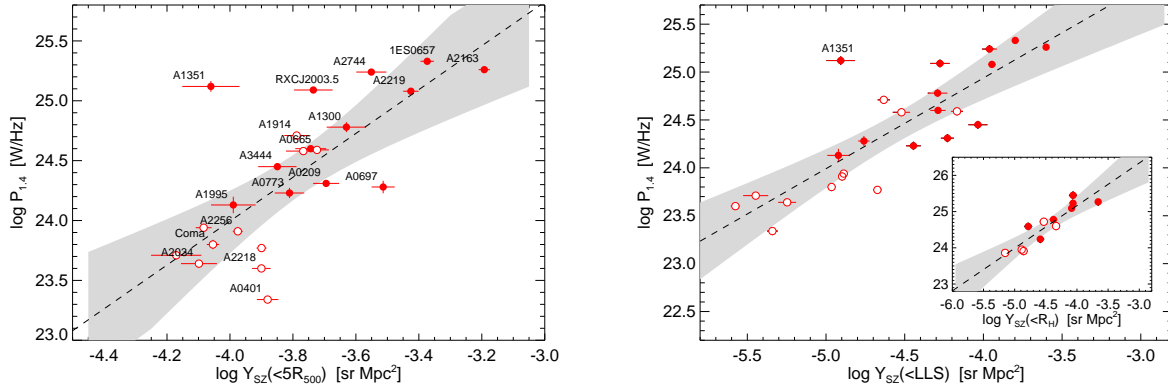 25.5
25.0
24.5
24.0
23.5
23.0
log P1.4 [W/Hz]
A1351
RXCJ2003.5
A2744
1ES0657
A2163
A2219
A1914
A1300
A0665
A3444
A0209
A0773
A0697
A1995
A2256
Coma
A2034
A2218
A0401
-4.4 -4.2 -4.0 -3.8 -3.6 -3.4 -3.2 -3.0
log YSZ(<5R500) [sr Mpc2]
25.5
25.0
24.5
24.0
23.5
23.0
22.5
log P1.4 [W/Hz]
A1351
26
25
24
23
-6.0 -5.5 -5.0 -4.5 -4.0 -3.5 -3.0
log YSZ(<RH) [sr Mpc2]
-5.5 -5.0 -4.5 -4.0 -3.5 -3.0
log YSZ(<LLS) [sr Mpc2]